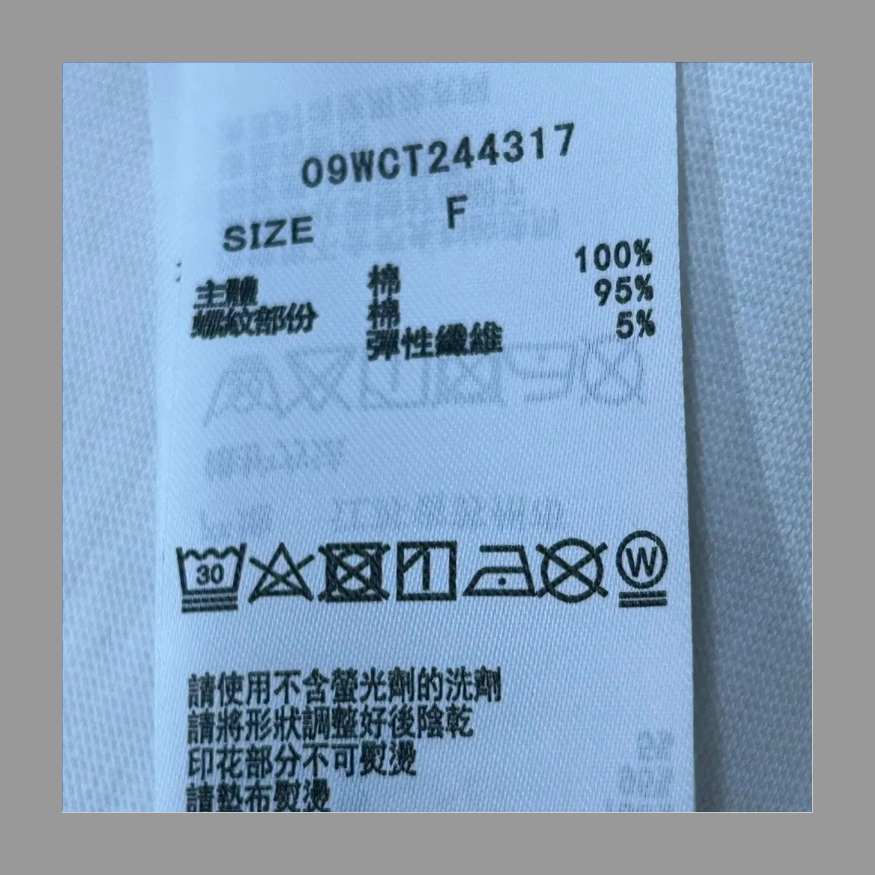 09WCT244317
SIZE F
主體 棉 100%
螺紋部份 棉 95%
彈性纖維 5%
30
W
請使用不含螢光劑的洗劑
請將形狀調整好後陰乾
印花部分不可熨燙
請墊布熨燙